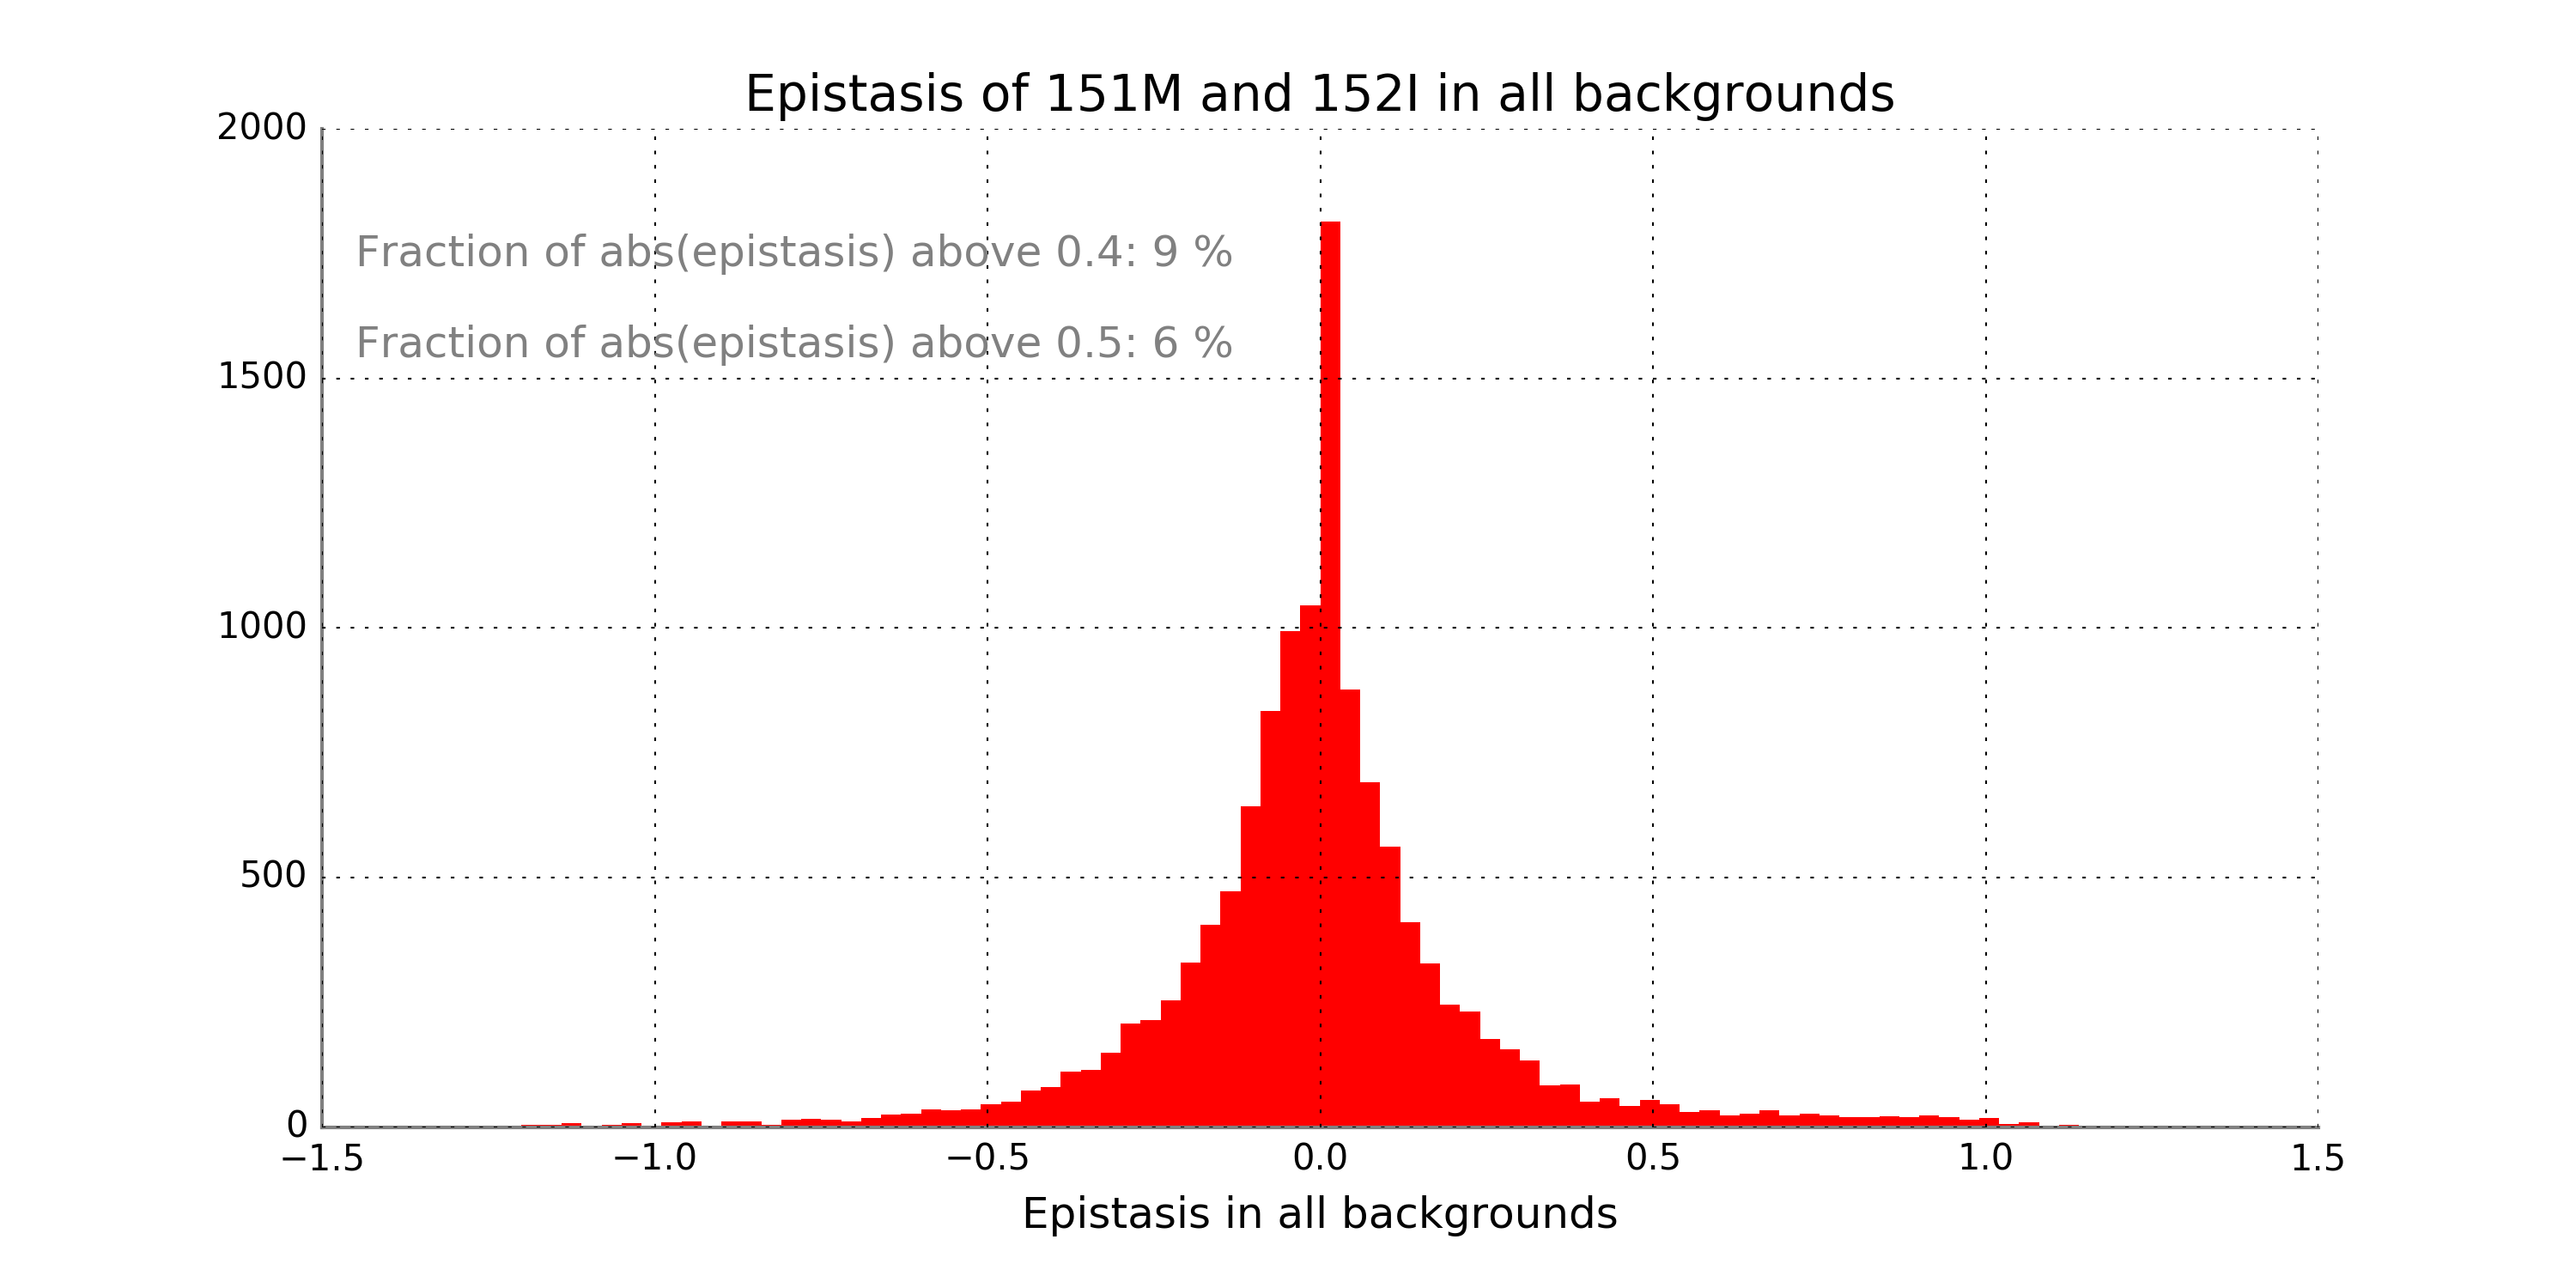 Epistasis of 151M and 152I in all backgrounds
2000
Fraction of abs(epistasis) above 0.4: 9 %
Fraction of abs(epistasis) above 0.5: 6 %
1500
1000
500
0
−1.5 −1.0 −0.5 0.0 0.5 1.0 1.5
Epistasis in all backgrounds